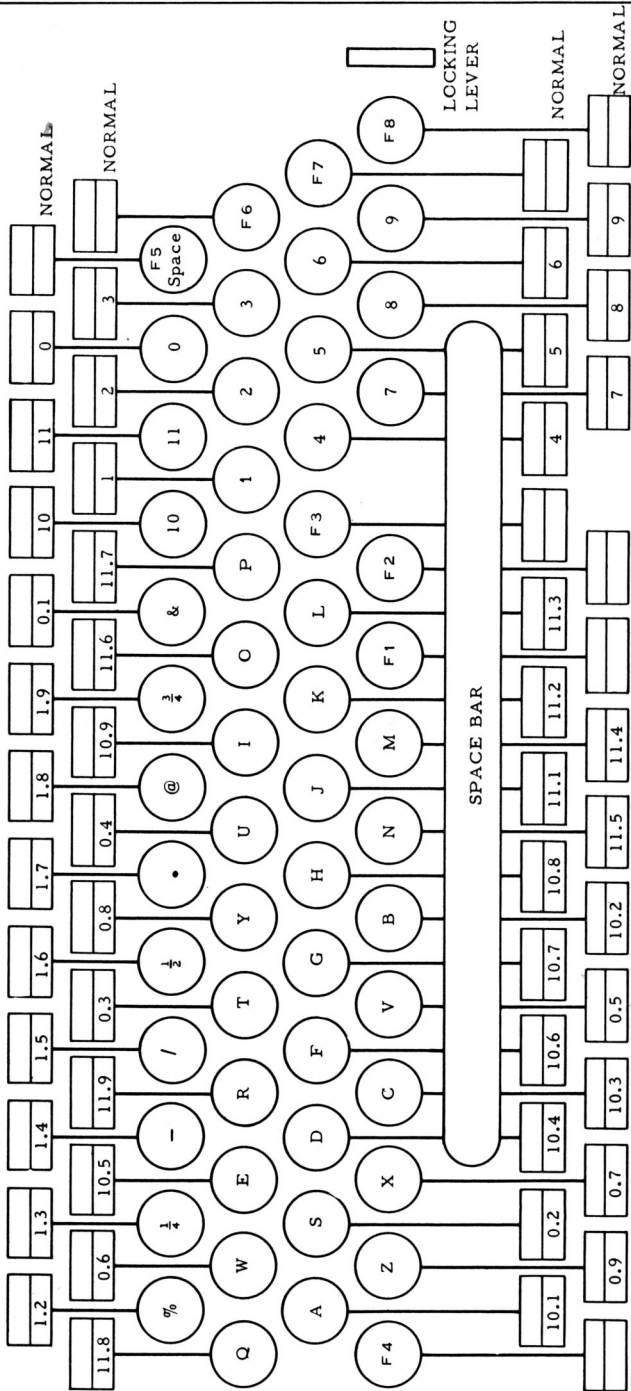 1.2 1.3 1.4 1.5 1.6 1.7 1.8 1.9 0.1 10 11 0 NORMAL
11.8 0.6 10.5 11.9 0.3 0.8 0.4 10.9 11.6 11.7 1 2 3 NORMAL
% ¼ – / ½ • @ ¾ & 10 11 0 F5
Space
Q W E R T Y U I O P 1 2 3 F6
A S D F G H J K L F3 4 5 6 F7
F4 Z X C V B N M F1 F2 7 8 9 F8
LOCKING
LEVER
SPACE BAR
10.1 0.2 10.4 10.6 10.7 10.8 11.1 11.2 11.3 4 5 6 NORMAL
0.9 0.7 10.3 0.5 10.2 11.5 11.4 7 8 9 NORMAL